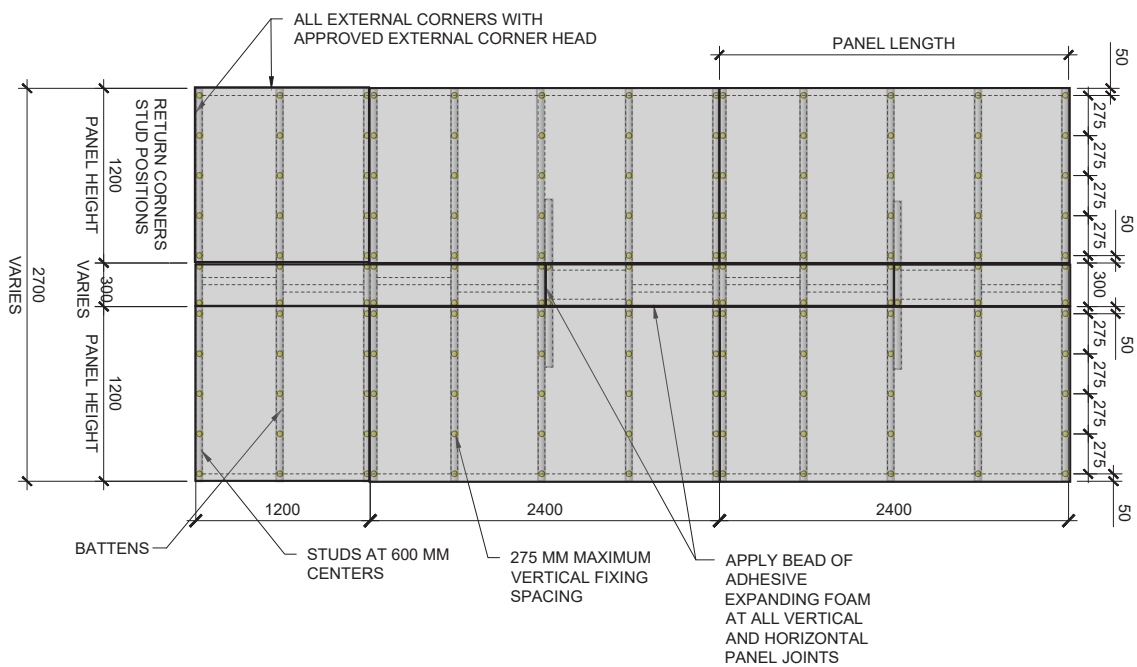 ALL EXTERNAL CORNERS WITH
APPROVED EXTERNAL CORNER HEAD
PANEL LENGTH
50
275
275
275
275
50
300
50
275
275
275
275
50
RETURN CORNERS
STUD POSITIONS
1200
PANEL HEIGHT
300
VARIES
1200
PANEL HEIGHT
2700
VARIES
1200
2400
2400
BATTENS
STUDS AT 600 MM
CENTERS
275 MM MAXIMUM
VERTICAL FIXING
SPACING
APPLY BEAD OF
ADHESIVE
EXPANDING FOAM
AT ALL VERTICAL
AND HORIZONTAL
PANEL JOINTS